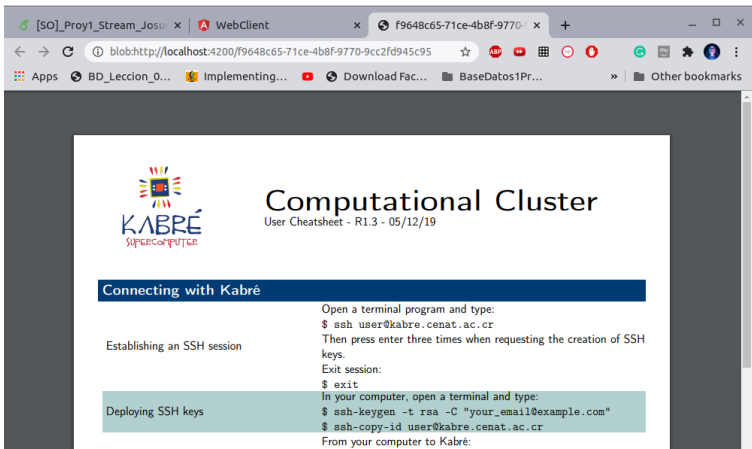 [SO]_Proy1_Stream_Josu
WebClient
f9648c65-71ce-4b8f-9770-
blob:http://localhost:4200/f9648c65-71ce-4b8f-9770-9cc2fd945c95
ABP
Apps
BD_Leccion_0...
Implementing...
Download Fac...
BaseDatos1Pr...
»
Other bookmarks
KABRÉ
SUPERCOMPUTER
Computational Cluster
User Cheatsheet - R1.3 - 05/12/19
Connecting with Kabré
Establishing an SSH session
Open a terminal program and type:
$ ssh user@kabre.cenat.ac.cr
Then press enter three times when requesting the creation of SSH
keys.
Exit session:
$ exit
Deploying SSH keys
In your computer, open a terminal and type:
$ ssh-keygen -t rsa -C "your_email@example.com"
$ ssh-copy-id user@kabre.cenat.ac.cr
From your computer to Kabré: